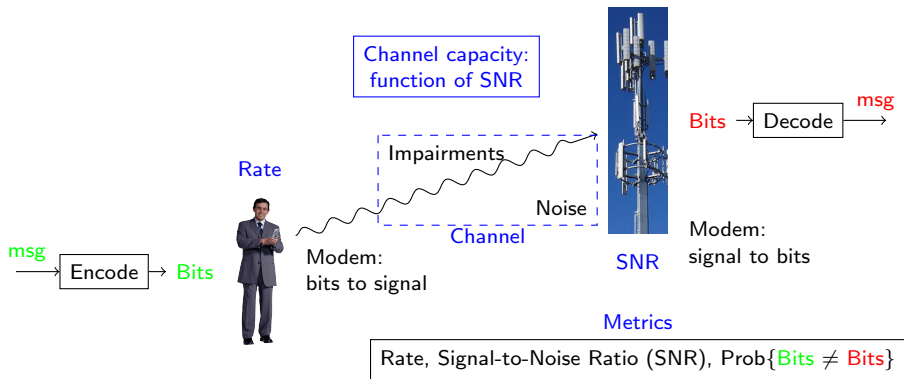 Channel capacity:
function of SNR
msg
Bits
Decode
Impairments
Rate
Noise
Channel
Modem:
signal to bits
msg
Encode
Bits
Modem:
bits to signal
SNR
Metrics
Rate, Signal-to-Noise Ratio (SNR), Prob{Bits ≠ Bits}